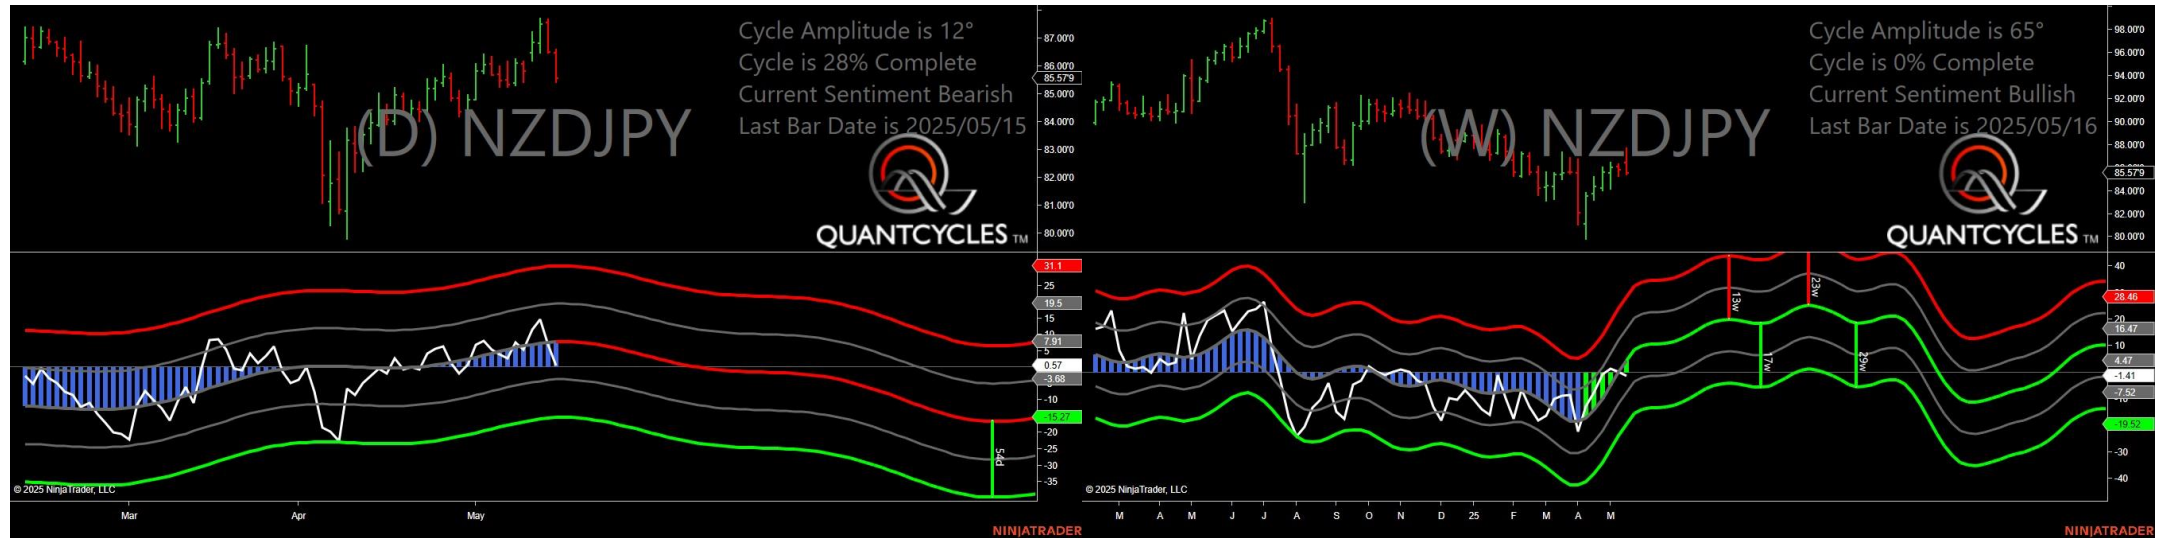 Cycle Amplitude is 12°
Cycle is 28% Complete
Current Sentiment Bearish
Last Bar Date is 2025/05/15
(D) NZDJPY
QUANTCYCLES TM
87.00'0
86.00'0
85.57'9
85.00'0
84.00'0
83.00'0
82.00'0
81.00'0
80.00'0
31.1
25
19.5
15
10
7.91
5
0.57
-3.68
-10
-15.27
-20
-25
-30
-35
54d
© 2025 NinjaTrader, LLC
Mar
Apr
May
NINJATRADER
Cycle Amplitude is 65°
Cycle is 0% Complete
Current Sentiment Bullish
Last Bar Date is 2025/05/16
(W) NZDJPY
QUANTCYCLES TM
98.00'0
96.00'0
94.00'0
92.00'0
90.00'0
88.00'0
85.57'9
84.00'0
82.00'0
80.00'0
40
28.46
20
16.47
10
4.47
-1.41
-7.52
-19.52
-30
-40
13w
17w
23w
29w
© 2025 NinjaTrader, LLC
M A M J J A S O N D 25 F M A M
NINJATRADER